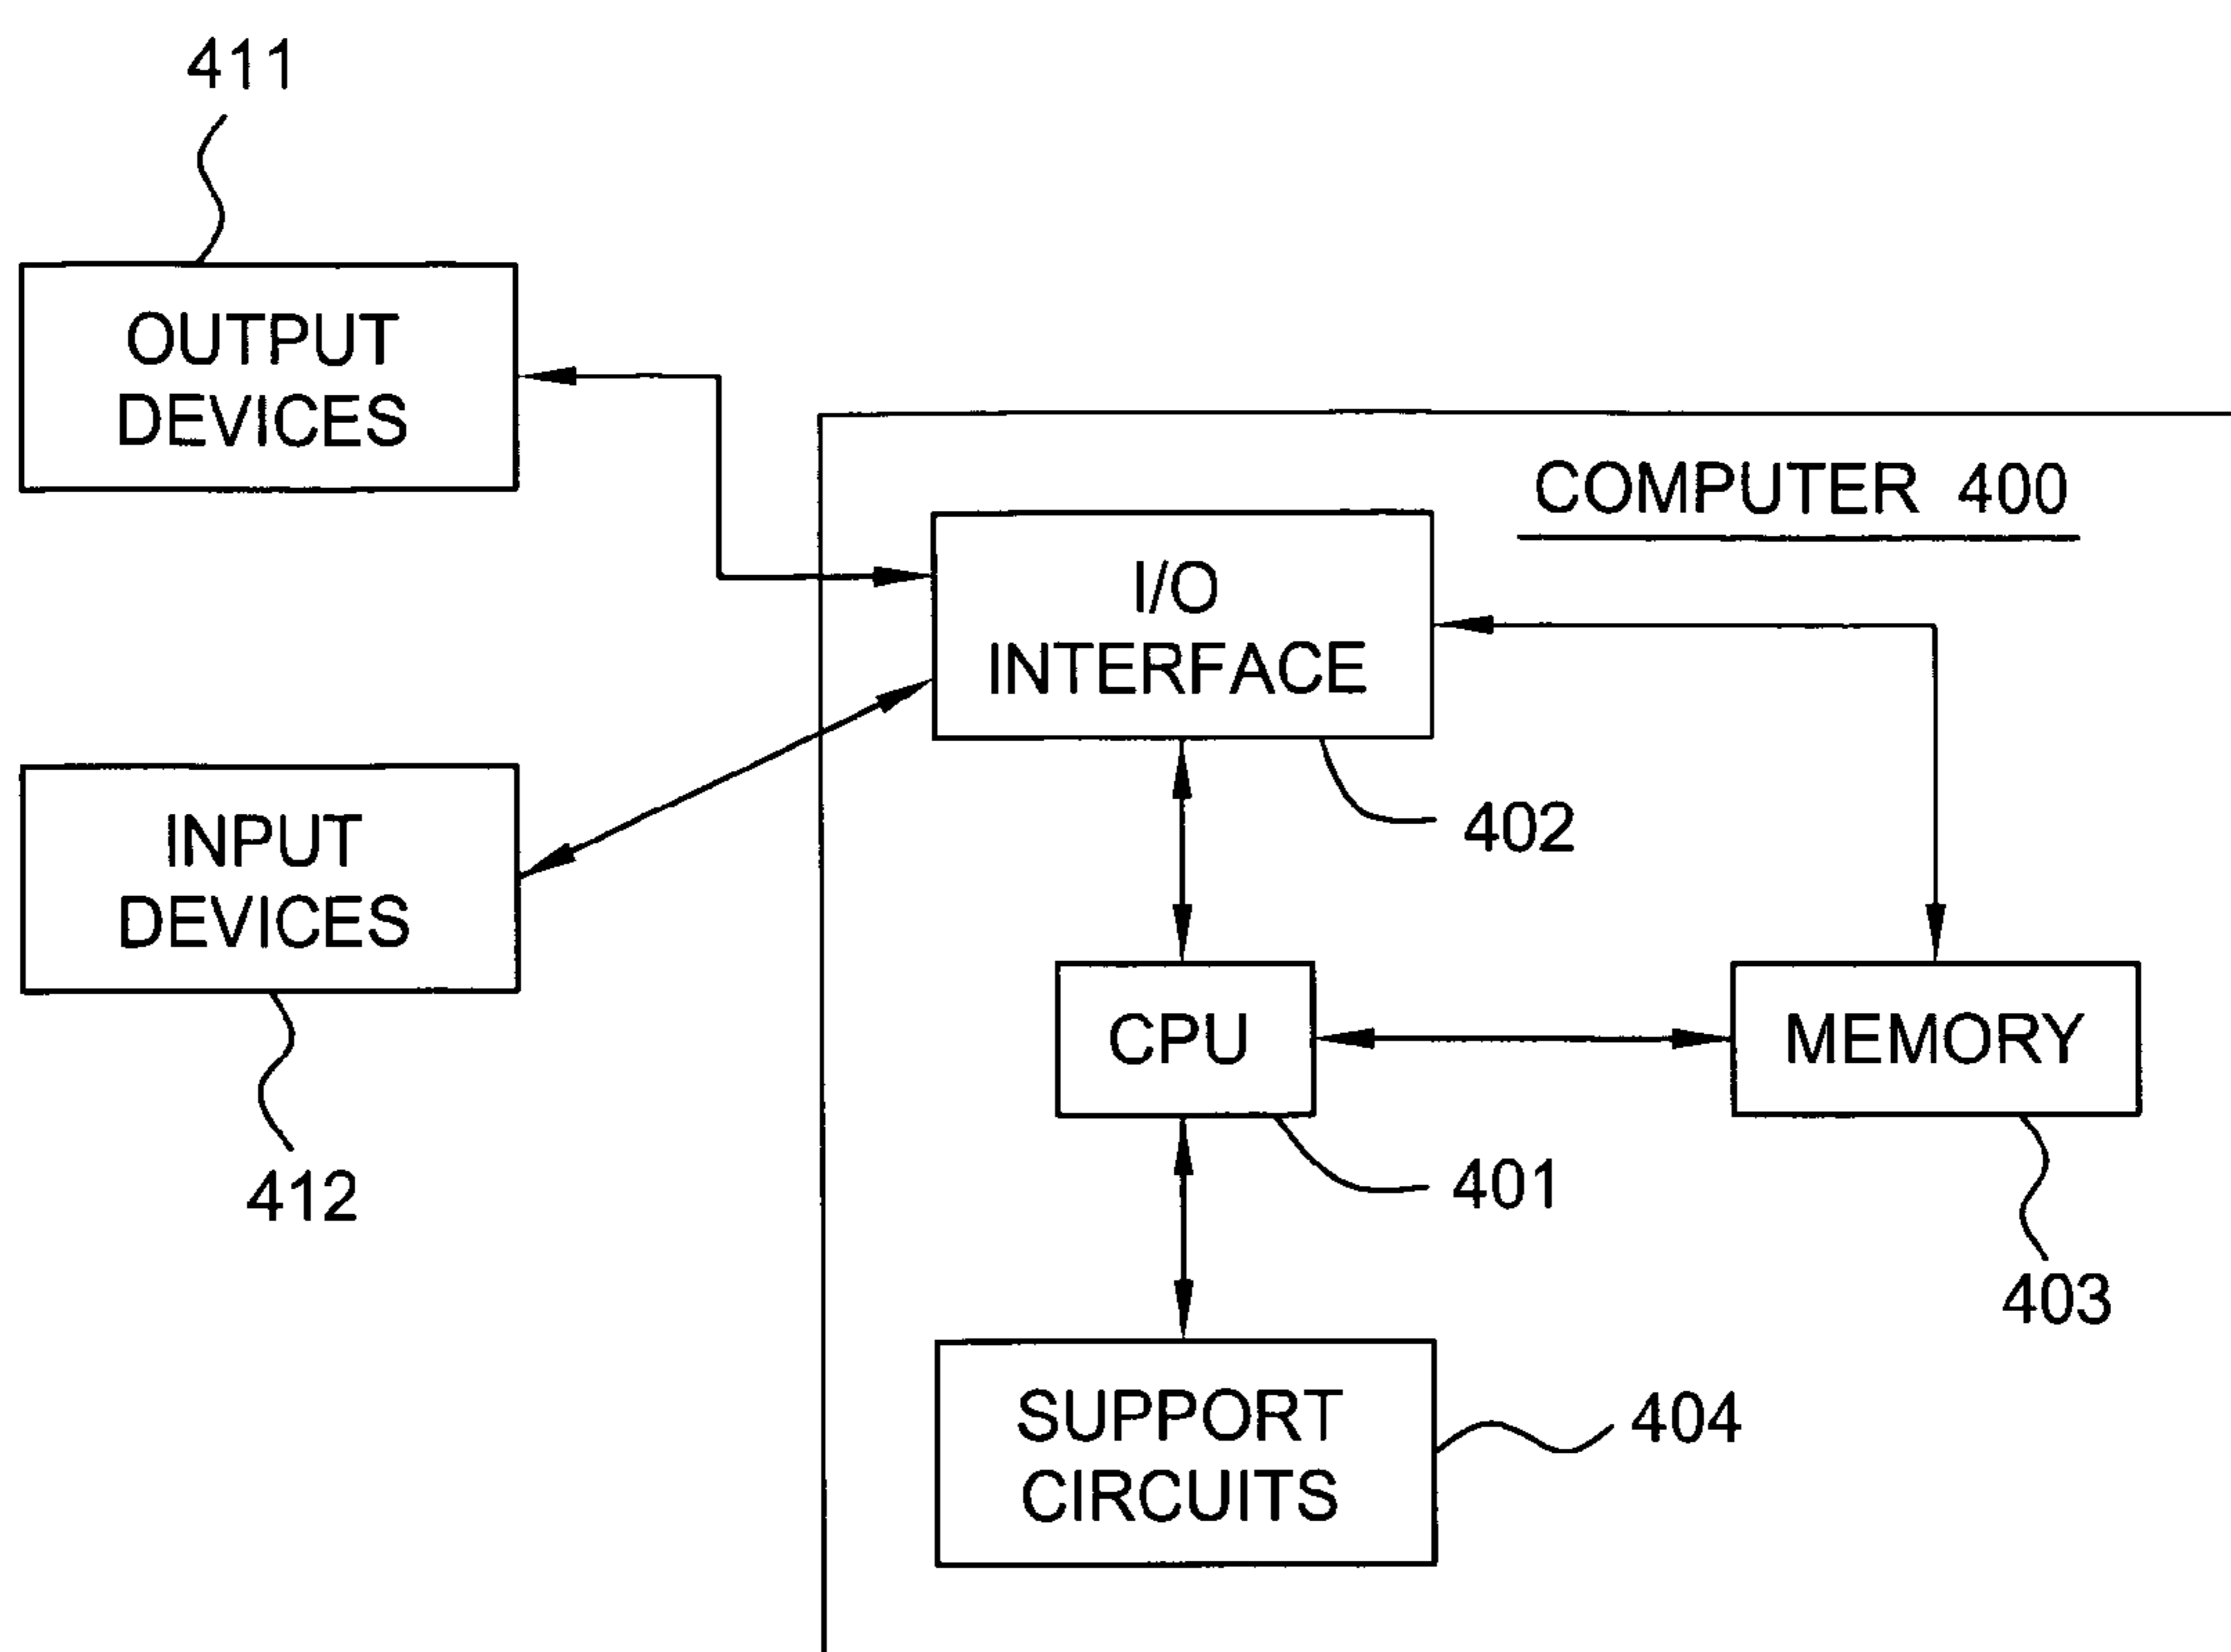 411
OUTPUT
DEVICES
COMPUTER 400
I/O
INTERFACE
402
INPUT
DEVICES
412
CPU
401
MEMORY
403
SUPPORT
CIRCUITS
404